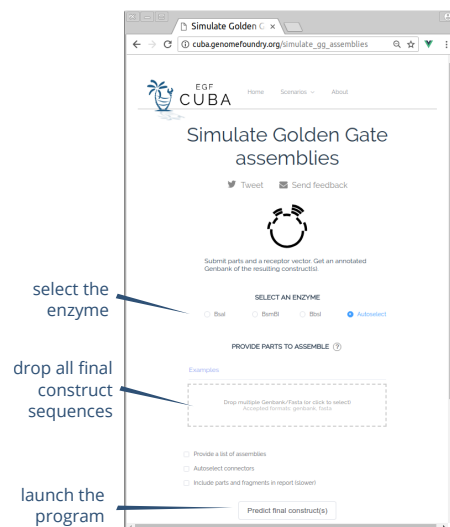 Simulate Golden G
cuba.genomefoundry.org/simulate_gg_assemblies
EGF
CUBA
Home
Scenarios
About
Simulate Golden Gate
assemblies
Tweet
Send feedback
Submit parts and a receptor vector. Get an annotated
Genbank of the resulting construct(s).
SELECT AN ENZYME
select the
enzyme
BsaI
BsmBI
BbsI
Autoselect
PROVIDE PARTS TO ASSEMBLE ?
Examples
drop all final
construct
sequences
Drop multiple Genbank/Fasta (or click to select)
Accepted formats: genbank, fasta
Provide a list of assemblies
Autoselect connectors
Include parts and fragments in report (slower)
launch the
program
Predict final construct(s)